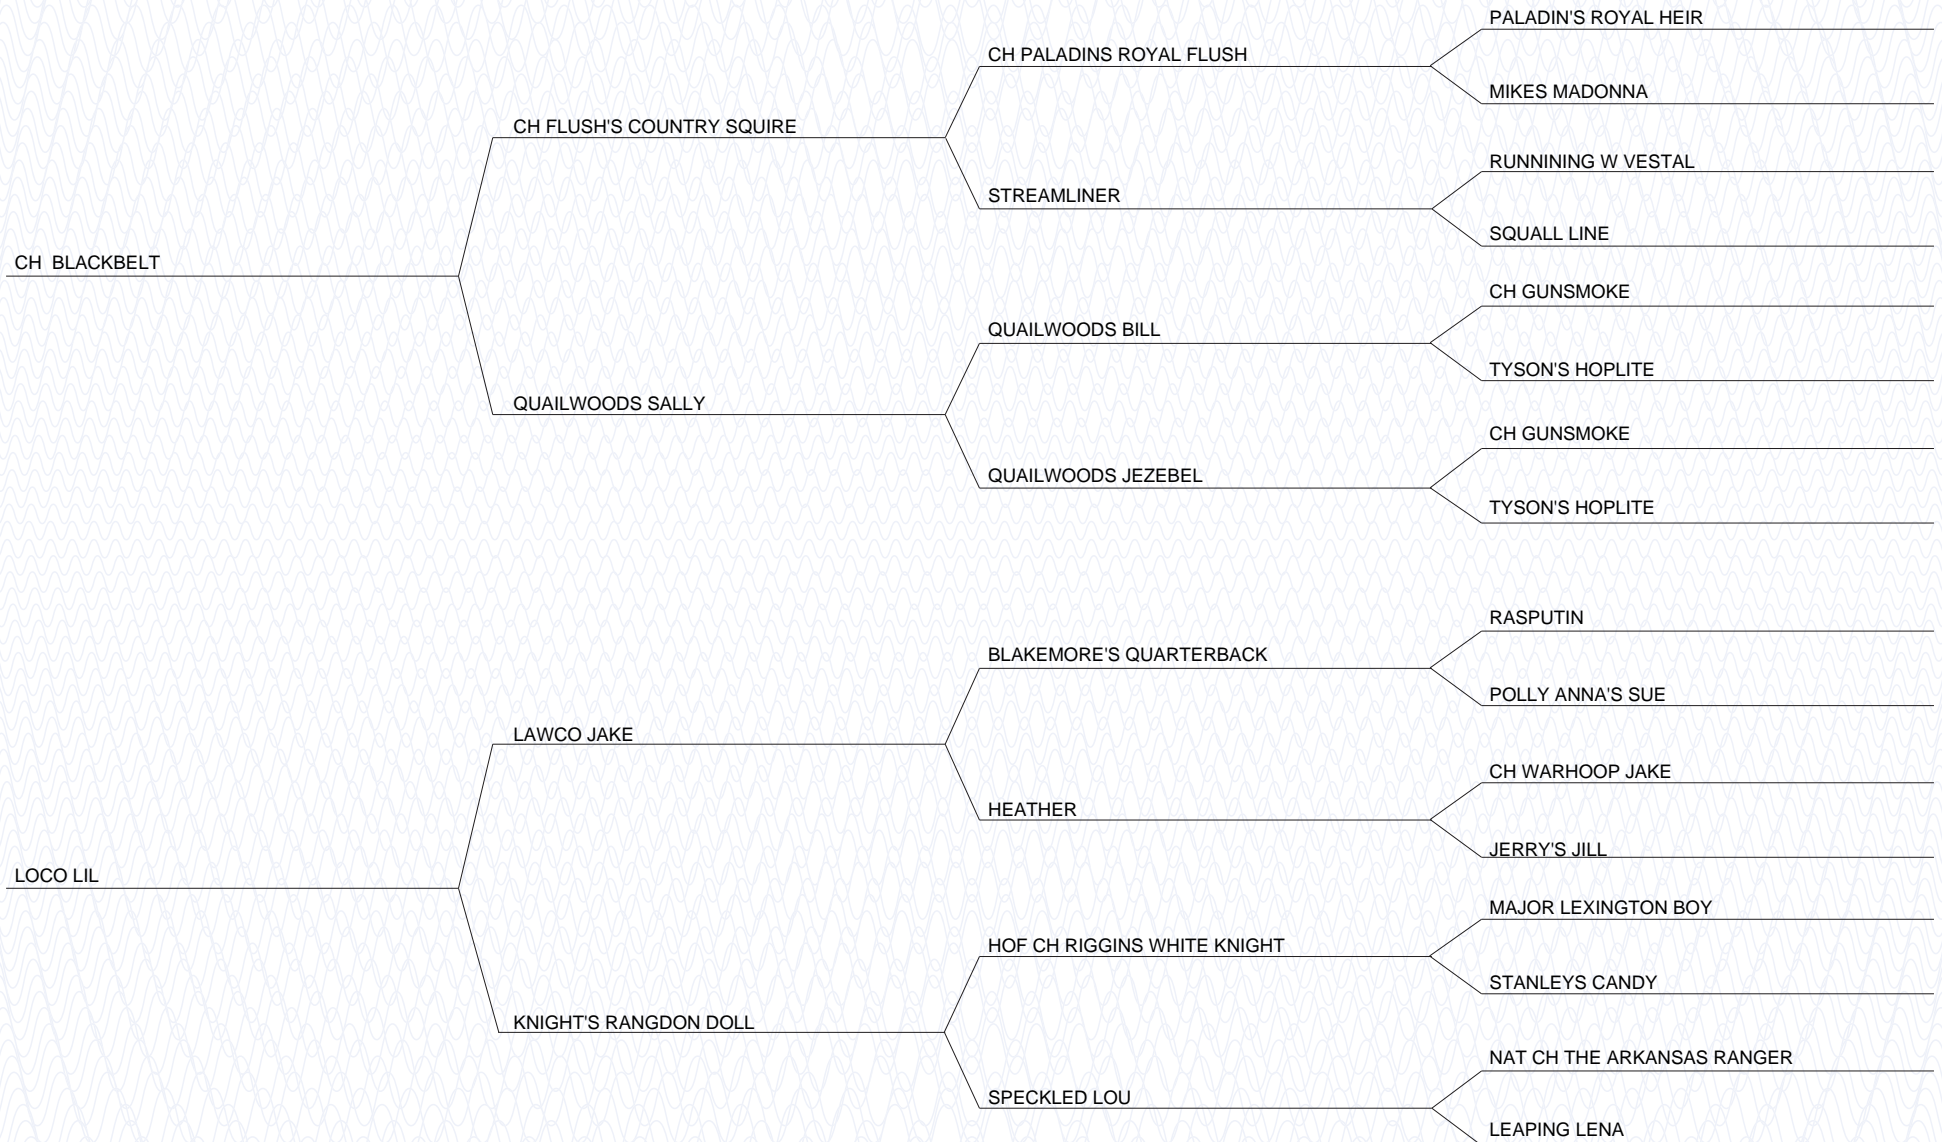 PALADIN'S ROYAL HEIR
CH PALADINS ROYAL FLUSH
MIKES MADONNA
CH FLUSH'S COUNTRY SQUIRE
RUNNINING W VESTAL
STREAMLINER
SQUALL LINE
CH  BLACKBELT
CH GUNSMOKE
QUAILWOODS BILL
TYSON'S HOPLITE
QUAILWOODS SALLY
CH GUNSMOKE
QUAILWOODS JEZEBEL
TYSON'S HOPLITE
RASPUTIN
BLAKEMORE'S QUARTERBACK
POLLY ANNA'S SUE
LAWCO JAKE
CH WARHOOP JAKE
HEATHER
JERRY'S JILL
LOCO LIL
MAJOR LEXINGTON BOY
HOF CH RIGGINS WHITE KNIGHT
STANLEYS CANDY
KNIGHT'S RANGDON DOLL
NAT CH THE ARKANSAS RANGER
SPECKLED LOU
LEAPING LENA